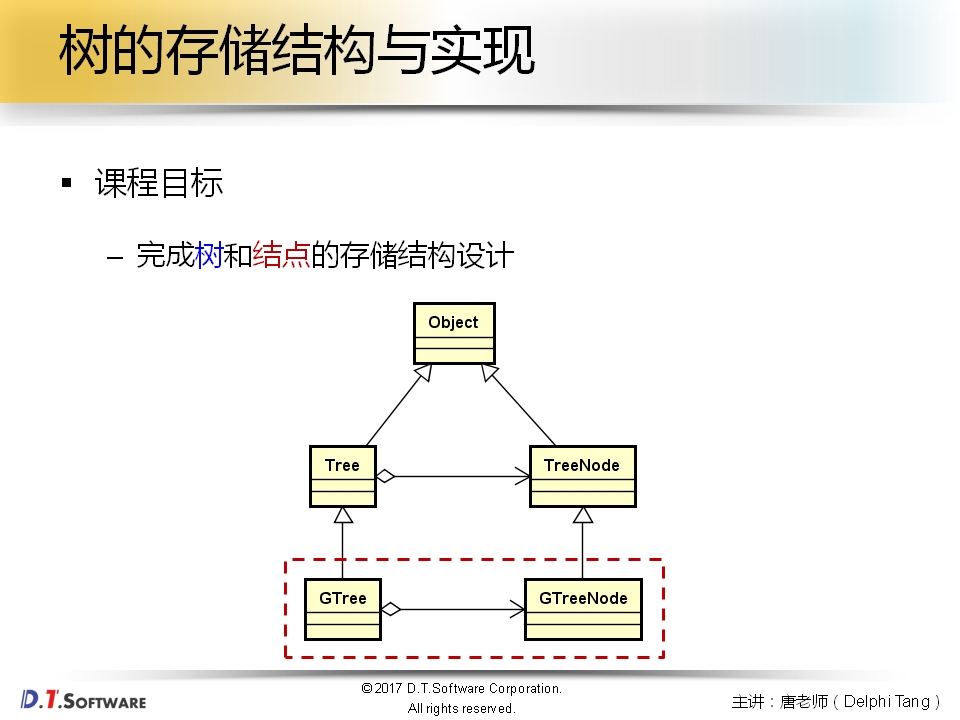 树的存储结构与实现
▪ 课程目标
– 完成树和结点的存储结构设计
Object
Tree
TreeNode
GTree
GTreeNode
D.T.SOFTWARE
©2017 D.T.Software Corporation.
All rights reserved.
主讲：唐老师（Delphi Tang）